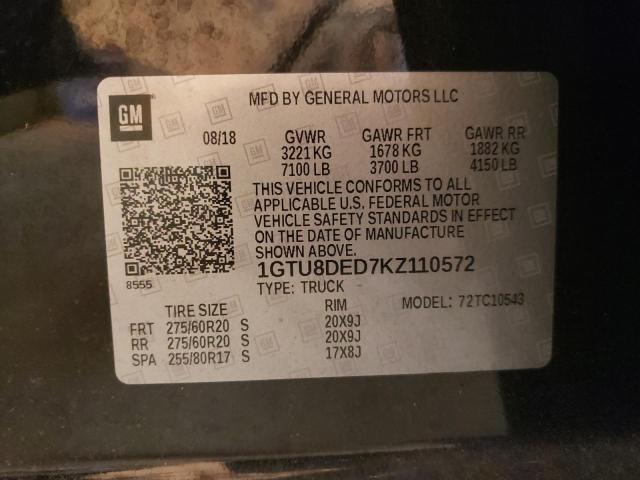 GM
MFD BY GENERAL MOTORS LLC
08/18 GVWR GAWR FRT GAWR RR
3221 KG 1678 KG 1882 KG
7100 LB 3700 LB 4150 LB
THIS VEHICLE CONFORMS TO ALL
APPLICABLE U.S. FEDERAL MOTOR
VEHICLE SAFETY STANDARDS IN EFFECT
ON THE DATE OF MANUFACTURE
SHOWN ABOVE.
8555
1GTU8DED7KZ110572
TYPE: TRUCK MODEL: 72TC10543
TIRE SIZE RIM
FRT 275/60R20 S 20X9J
RR 275/60R20 S 20X9J
SPA 255/80R17 S 17X8J